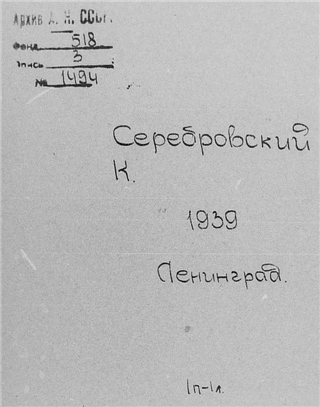 Архив А. Н. СССР.
Фонд 518
опись 3
№ 1494
Серебровский
К.
1939
Ленинград.
1п-1л.